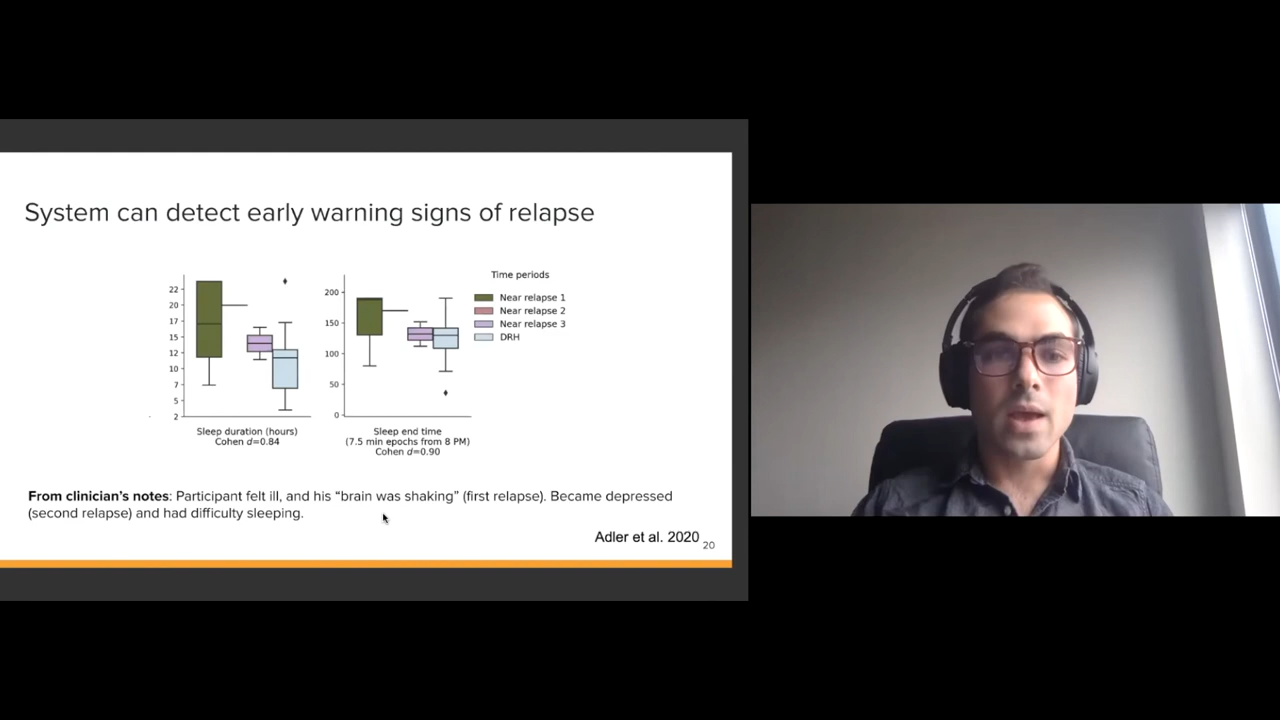 System can detect early warning signs of relapse
22
20
17
15
12
10
7
5
2
Sleep duration (hours)
Cohen d=0.84
200
150
100
50
0
Sleep end time
(7.5 min epochs from 8 PM)
Cohen d=0.90
Time periods
Near relapse 1
Near relapse 2
Near relapse 3
DRH
From clinician’s notes: Participant felt ill, and his “brain was shaking” (first relapse). Became depressed
(second relapse) and had difficulty sleeping.
Adler et al. 2020
20